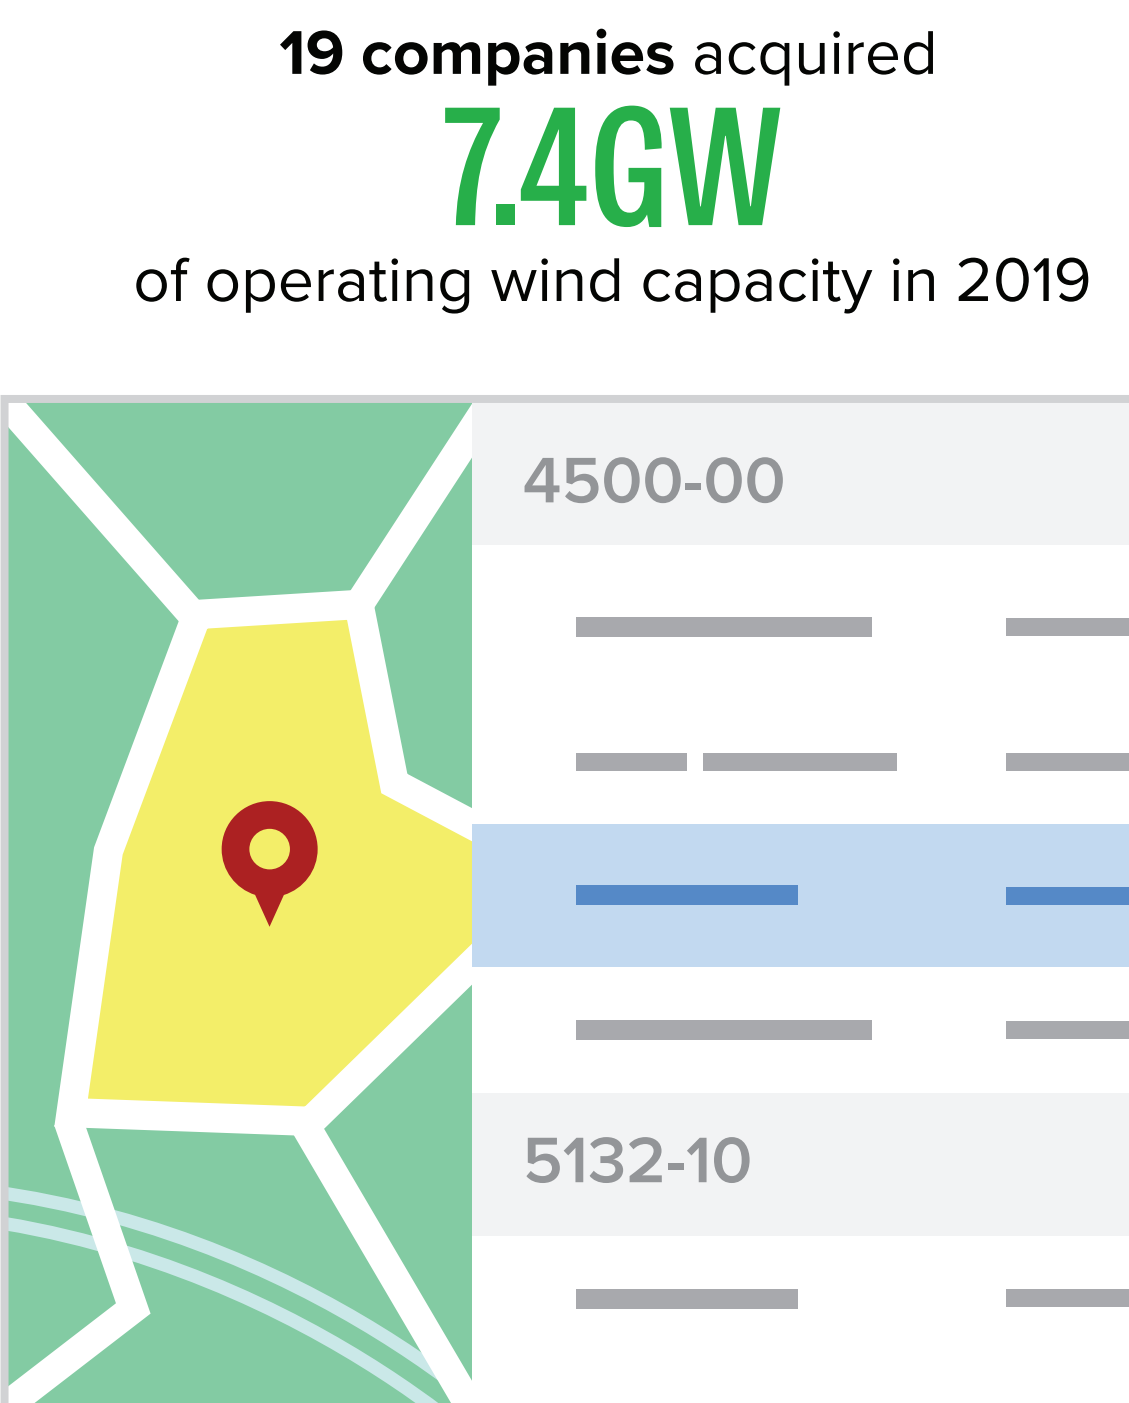 19 companies acquired
7.4GW
of operating wind capacity in 2019
4500-00
5132-10